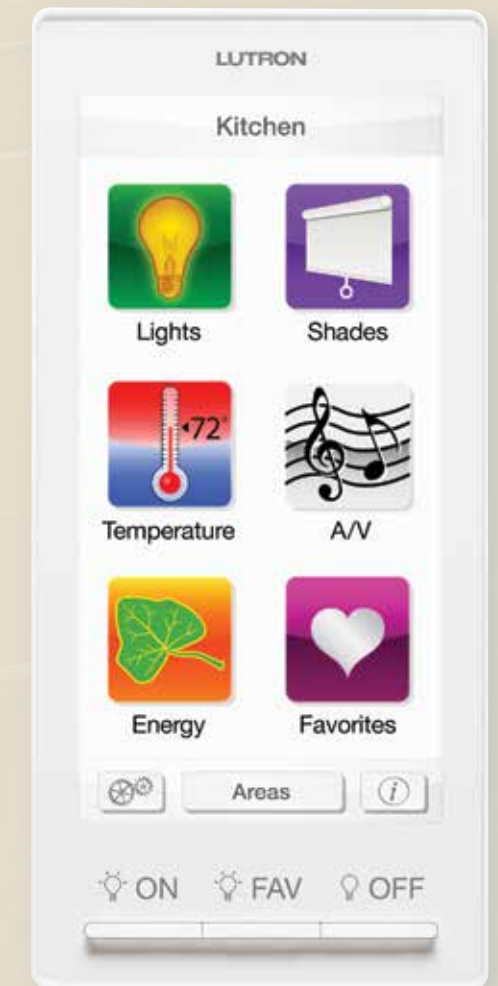 LUTRON
Kitchen
Lights Shades
◂72°
Temperature A/V
Energy Favorites
Areas i
ON FAV OFF